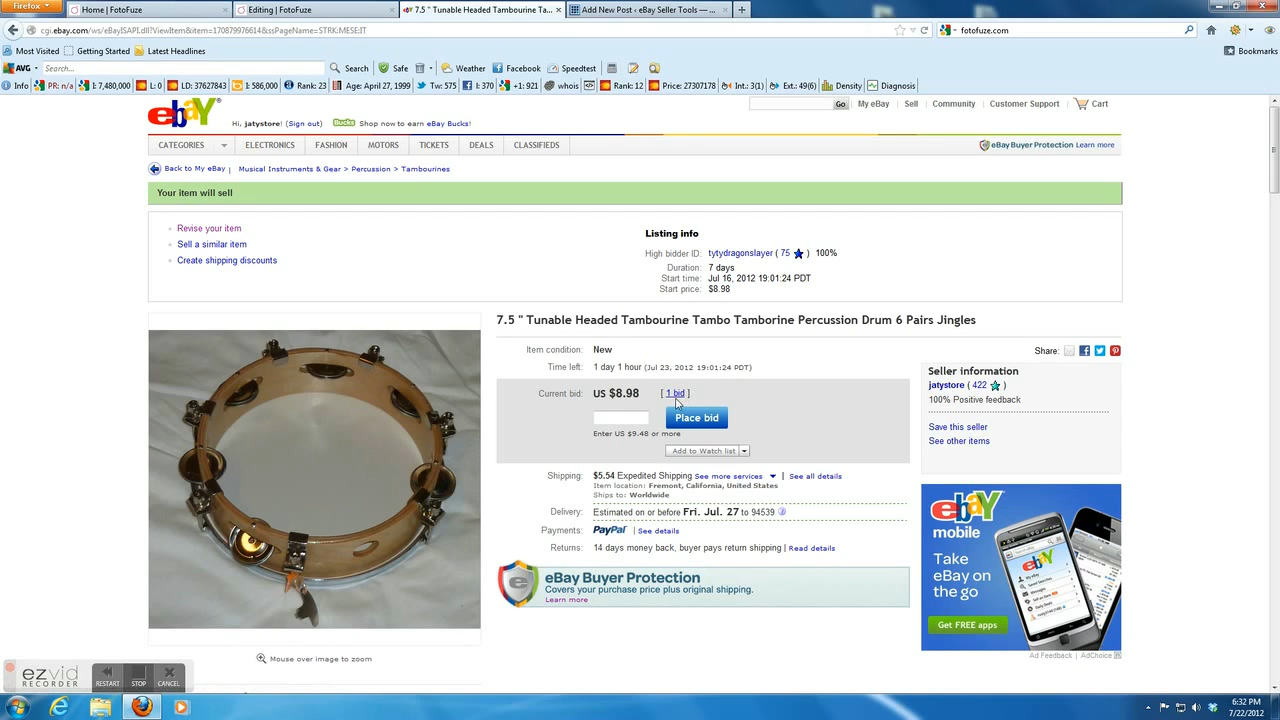 Firefox
Home | FotoFuze
Editing | FotoFuze
7.5 " Tunable Headed Tambourine Ta...
Add New Post ‹ eBay Seller Tools — ...
cgi.ebay.com/ws/eBayISAPI.dll?ViewItem&item=170879976614&ssPageName=STRK:MESE:IT
fotofuze.com
Most Visited
Getting Started
Latest Headlines
Bookmarks
AVG
Search...
Search
Safe
Weather
Facebook
Speedtest
Info
PR: n/a
I: 7,480,000
L: 0
LD: 37627843
I: 586,000
Rank: 23
Age: April 27, 1999
Tw: 575
I: 370
+1: 921
whois
Rank: 12
Rank: 27307178
Int.: 3(1)
Ext.: 49(6)
Density
Diagnosis
ebay
Hi, jatystore! (Sign out)
Bucks
Shop now to earn eBay Bucks!
Go
My eBay
Sell
Community
Customer Support
Cart
CATEGORIES
ELECTRONICS
FASHION
MOTORS
TICKETS
DEALS
CLASSIFIEDS
eBay Buyer Protection Learn more
Back to My eBay |
Musical Instruments & Gear > Percussion > Tambourines
Your item will sell
Revise your item
Sell a similar item
Create shipping discounts
Listing info
High bidder ID: tytydragonslayer ( 75 ) 100%
Duration: 7 days
Start time: Jul 16, 2012 19:01:24 PDT
Start price: $8.98
7.5 " Tunable Headed Tambourine Tambo Tamborine Percussion Drum 6 Pairs Jingles
Item condition: New
Time left: 1 day 1 hour (Jul 23, 2012 19:01:24 PDT)
Share:
Current bid: US $8.98 [ 1 bid ]
Place bid
Enter US $9.48 or more
Add to Watch list
Shipping: $5.54 Expedited Shipping See more services | See all details
Item location: Fremont, California, United States
Ships to: Worldwide
Delivery: Estimated on or before Fri. Jul. 27 to 94539
Payments: PayPal | See details
Returns: 14 days money back, buyer pays return shipping | Read details
eBay Buyer Protection
Covers your purchase price plus original shipping.
Learn more
Seller information
jatystore ( 422 )
100% Positive feedback
Save this seller
See other items
ebay
mobile
Take
eBay on
the go
Get FREE apps
Ad Feedback | AdChoice
Mouse over image to zoom
ezvid
RECORDER
RESTART
STOP
CANCEL
6:32 PM
7/22/2012